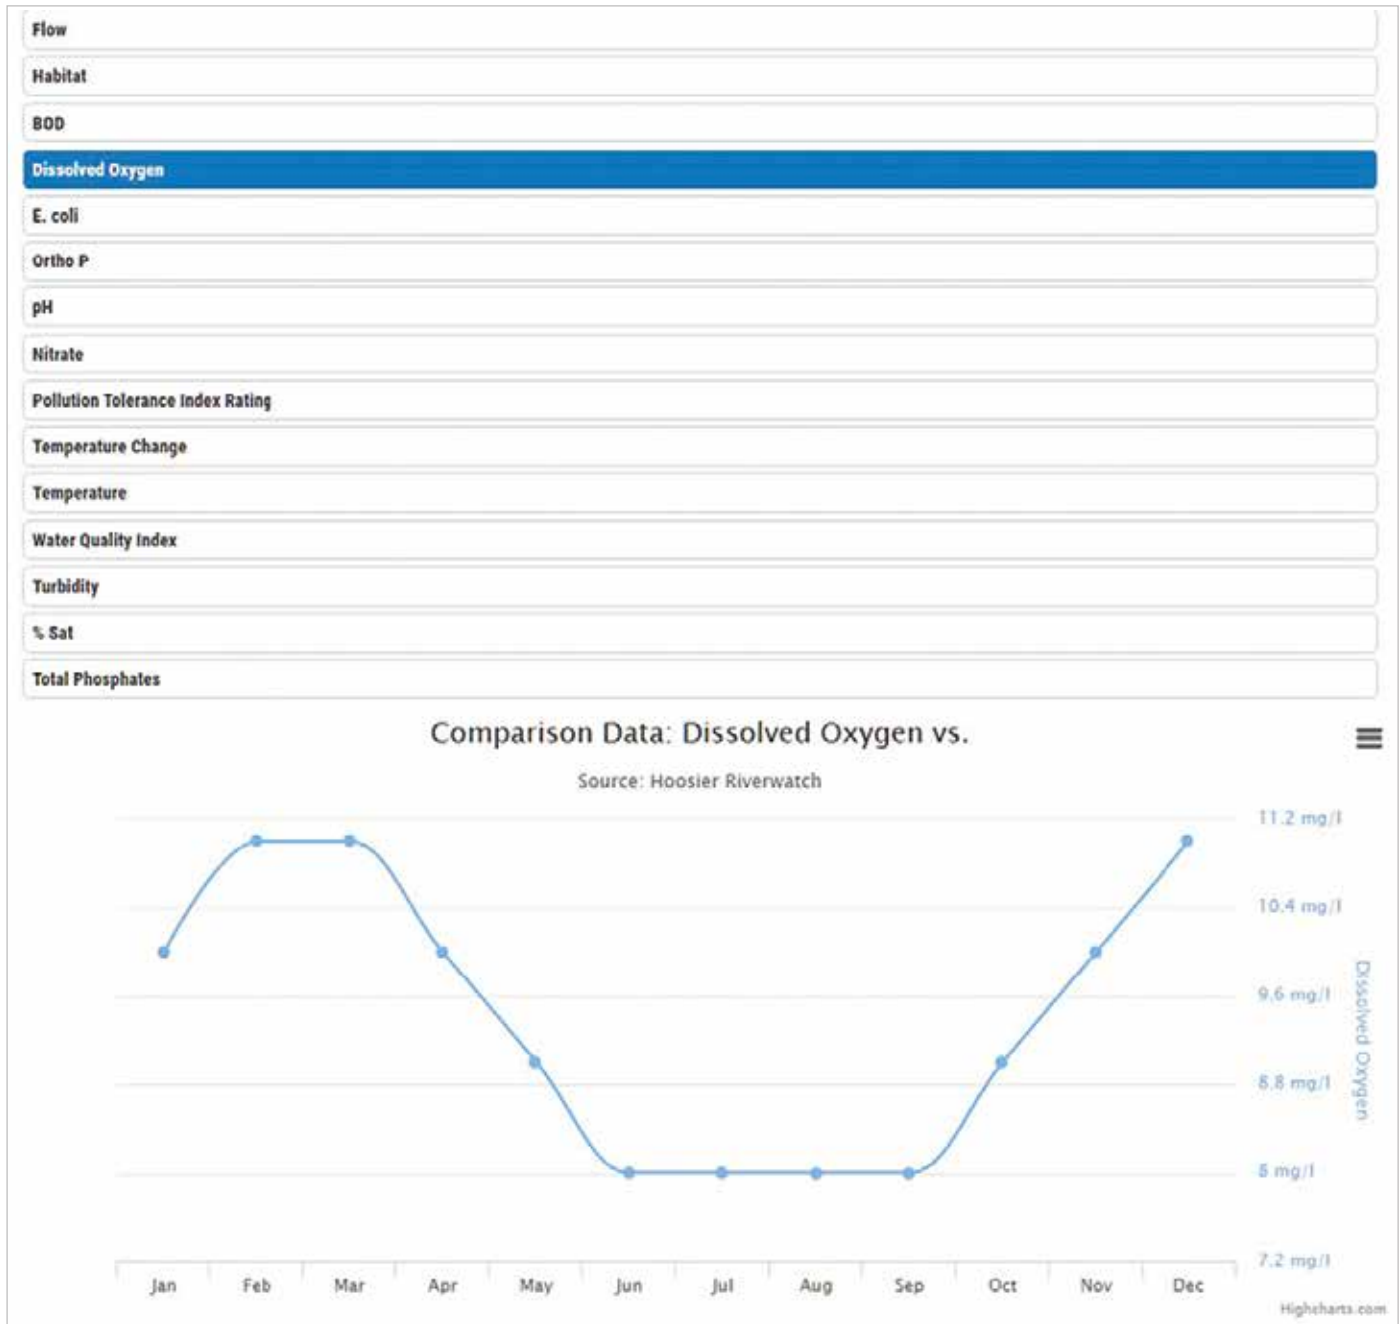 Flow
Habitat
BOD
Dissolved Oxygen
E. coli
Ortho P
pH
Nitrate
Pollution Tolerance Index Rating
Temperature Change
Temperature
Water Quality Index
Turbidity
% Sat
Total Phosphates
Comparison Data: Dissolved Oxygen vs.
Source: Hoosier Riverwatch
11.2 mg/l
10.4 mg/l
9.6 mg/l
8.8 mg/l
8 mg/l
7.2 mg/l
Dissolved Oxygen
Jan Feb Mar Apr May Jun Jul Aug Sep Oct Nov Dec
Highcharts.com